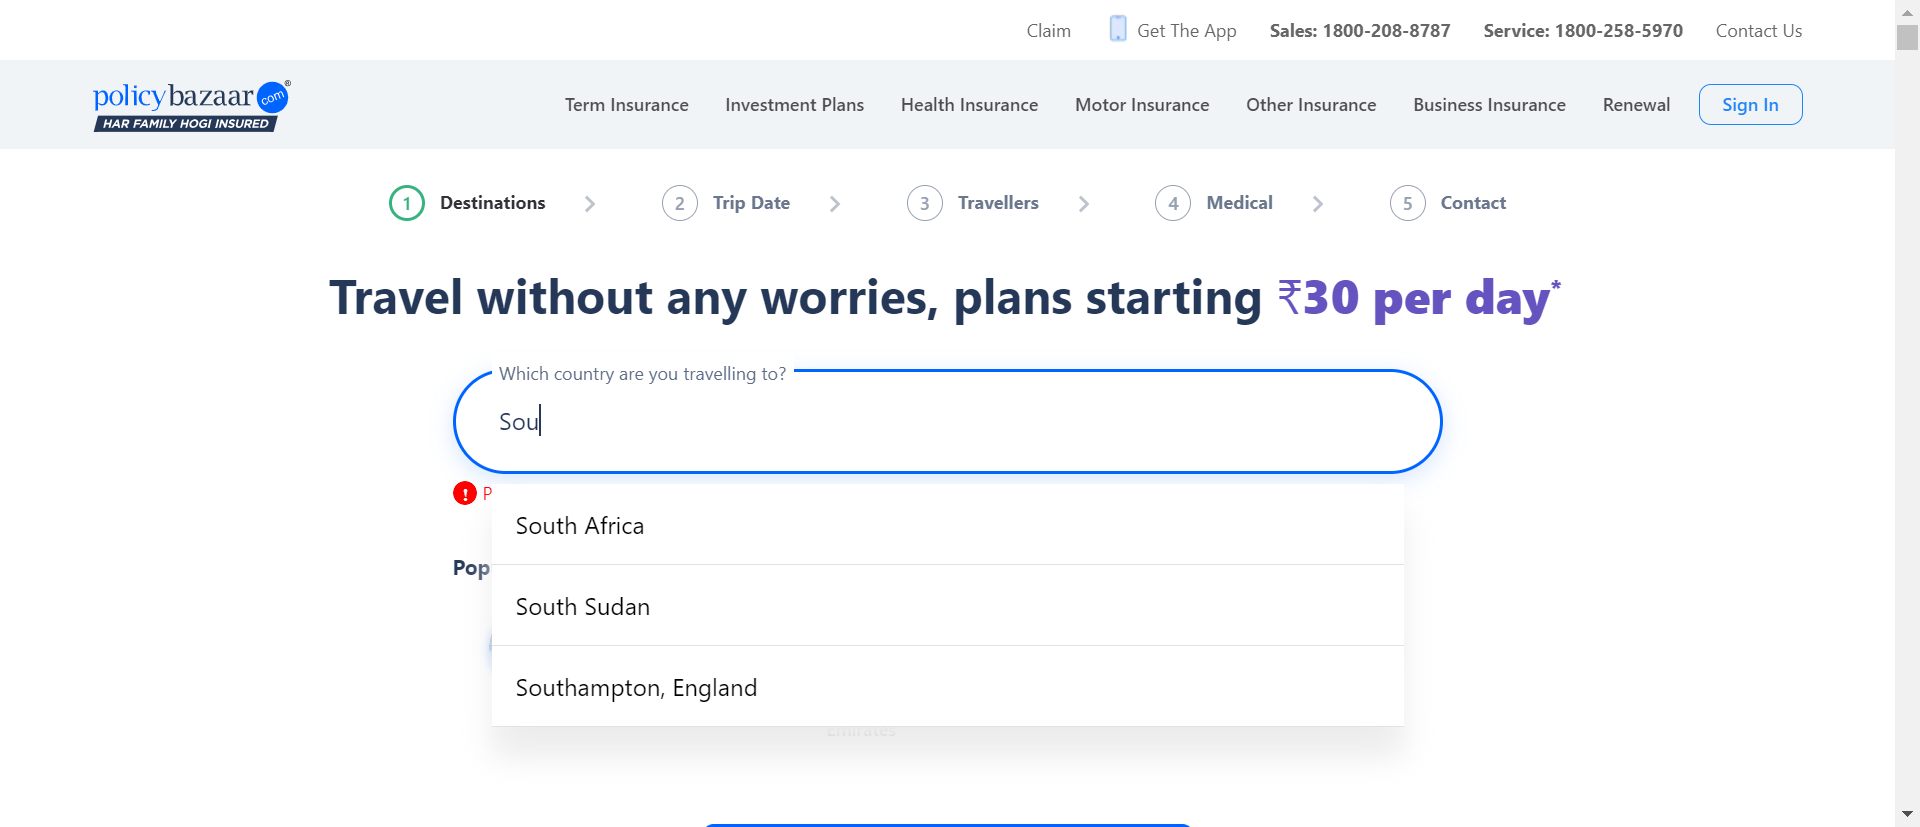 Claim
Get The App
Sales: 1800-208-8787
Service: 1800-258-5970
Contact Us
policybazaar.com®
HAR FAMILY HOGI INSURED
Term Insurance
Investment Plans
Health Insurance
Motor Insurance
Other Insurance
Business Insurance
Renewal
Sign In
1 Destinations
2 Trip Date
3 Travellers
4 Medical
5 Contact
Travel without any worries, plans starting ₹30 per day*
Which country are you travelling to?
Sou
P
South Africa
Pop
South Sudan
Southampton, England
Emirates